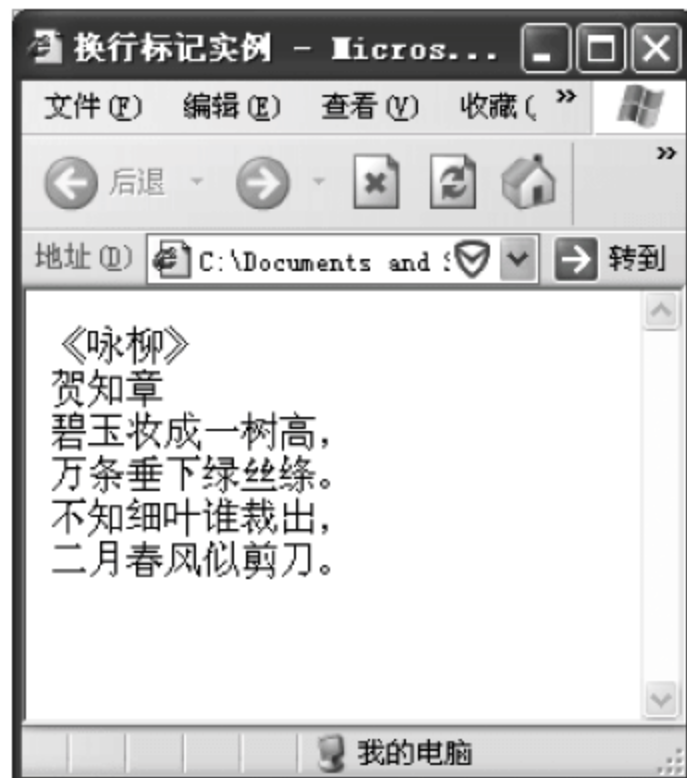 换行标记实例 - Micros...
文件(F) 编辑(E) 查看(V) 收藏( »
后退 »
地址(D) C:\Documents and S 转到
《咏柳》
贺知章
碧玉妆成一树高，
万条垂下绿丝绦。
不知细叶谁裁出，
二月春风似剪刀。
我的电脑